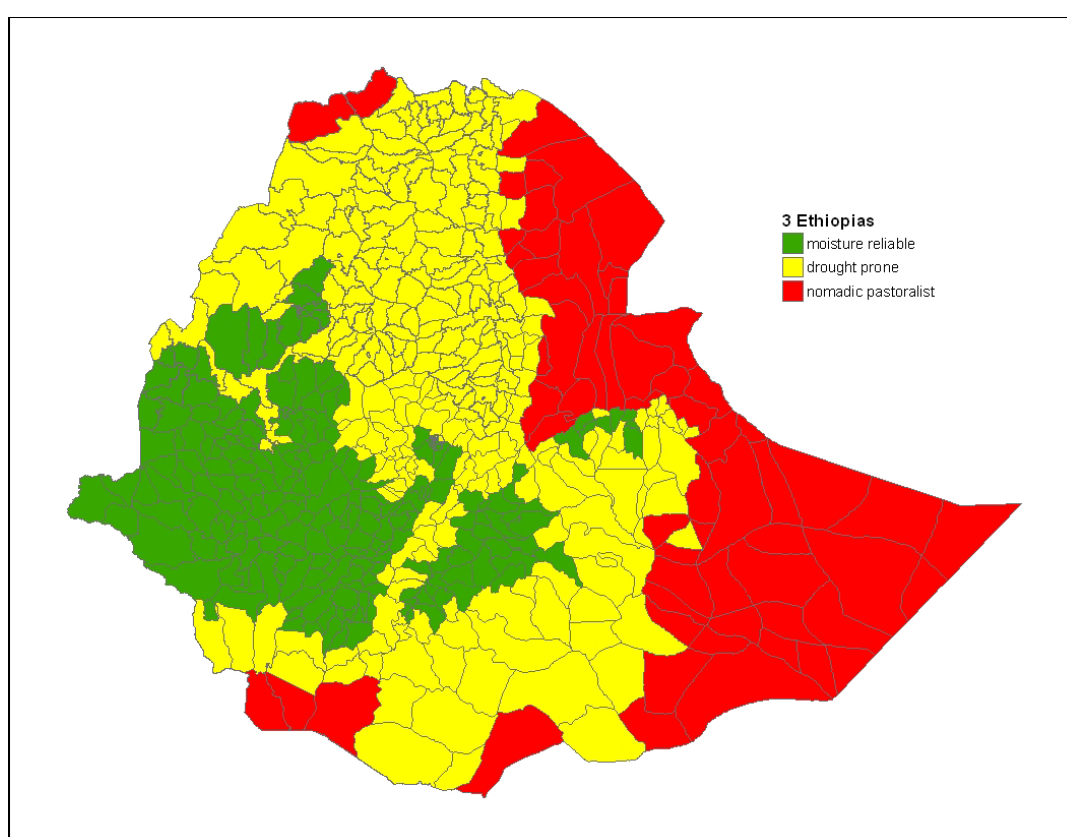 3 Ethiopias
moisture reliable
drought prone
nomadic pastoralist